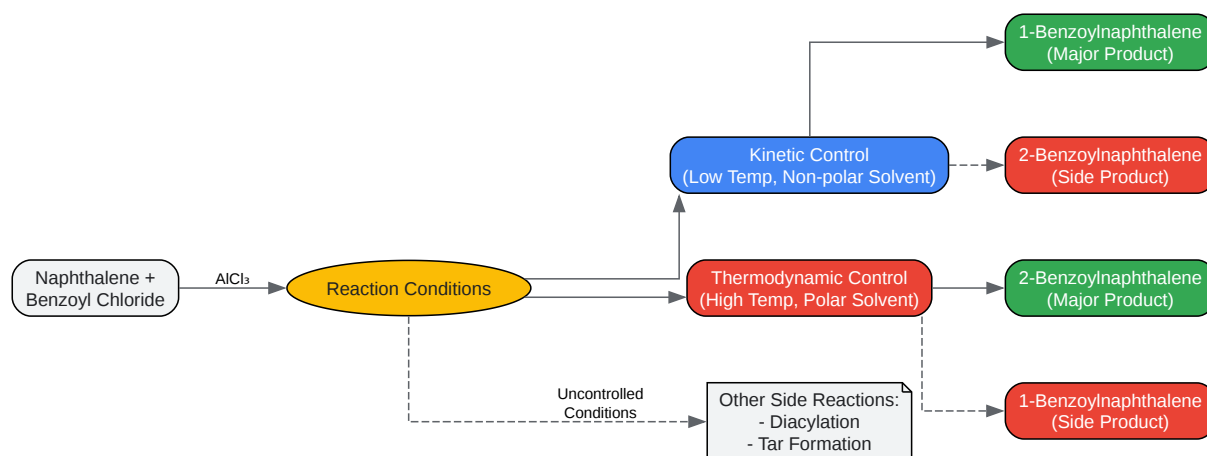 1-Benzoylnaphthalene
(Major Product)
Kinetic Control
(Low Temp, Non-polar Solvent)
2-Benzoylnaphthalene
(Side Product)
Naphthalene +
Benzoyl Chloride
AlCl₃
Reaction Conditions
Thermodynamic Control
(High Temp, Polar Solvent)
2-Benzoylnaphthalene
(Major Product)
Uncontrolled
Conditions
Other Side Reactions:
- Diacylation
- Tar Formation
1-Benzoylnaphthalene
(Side Product)